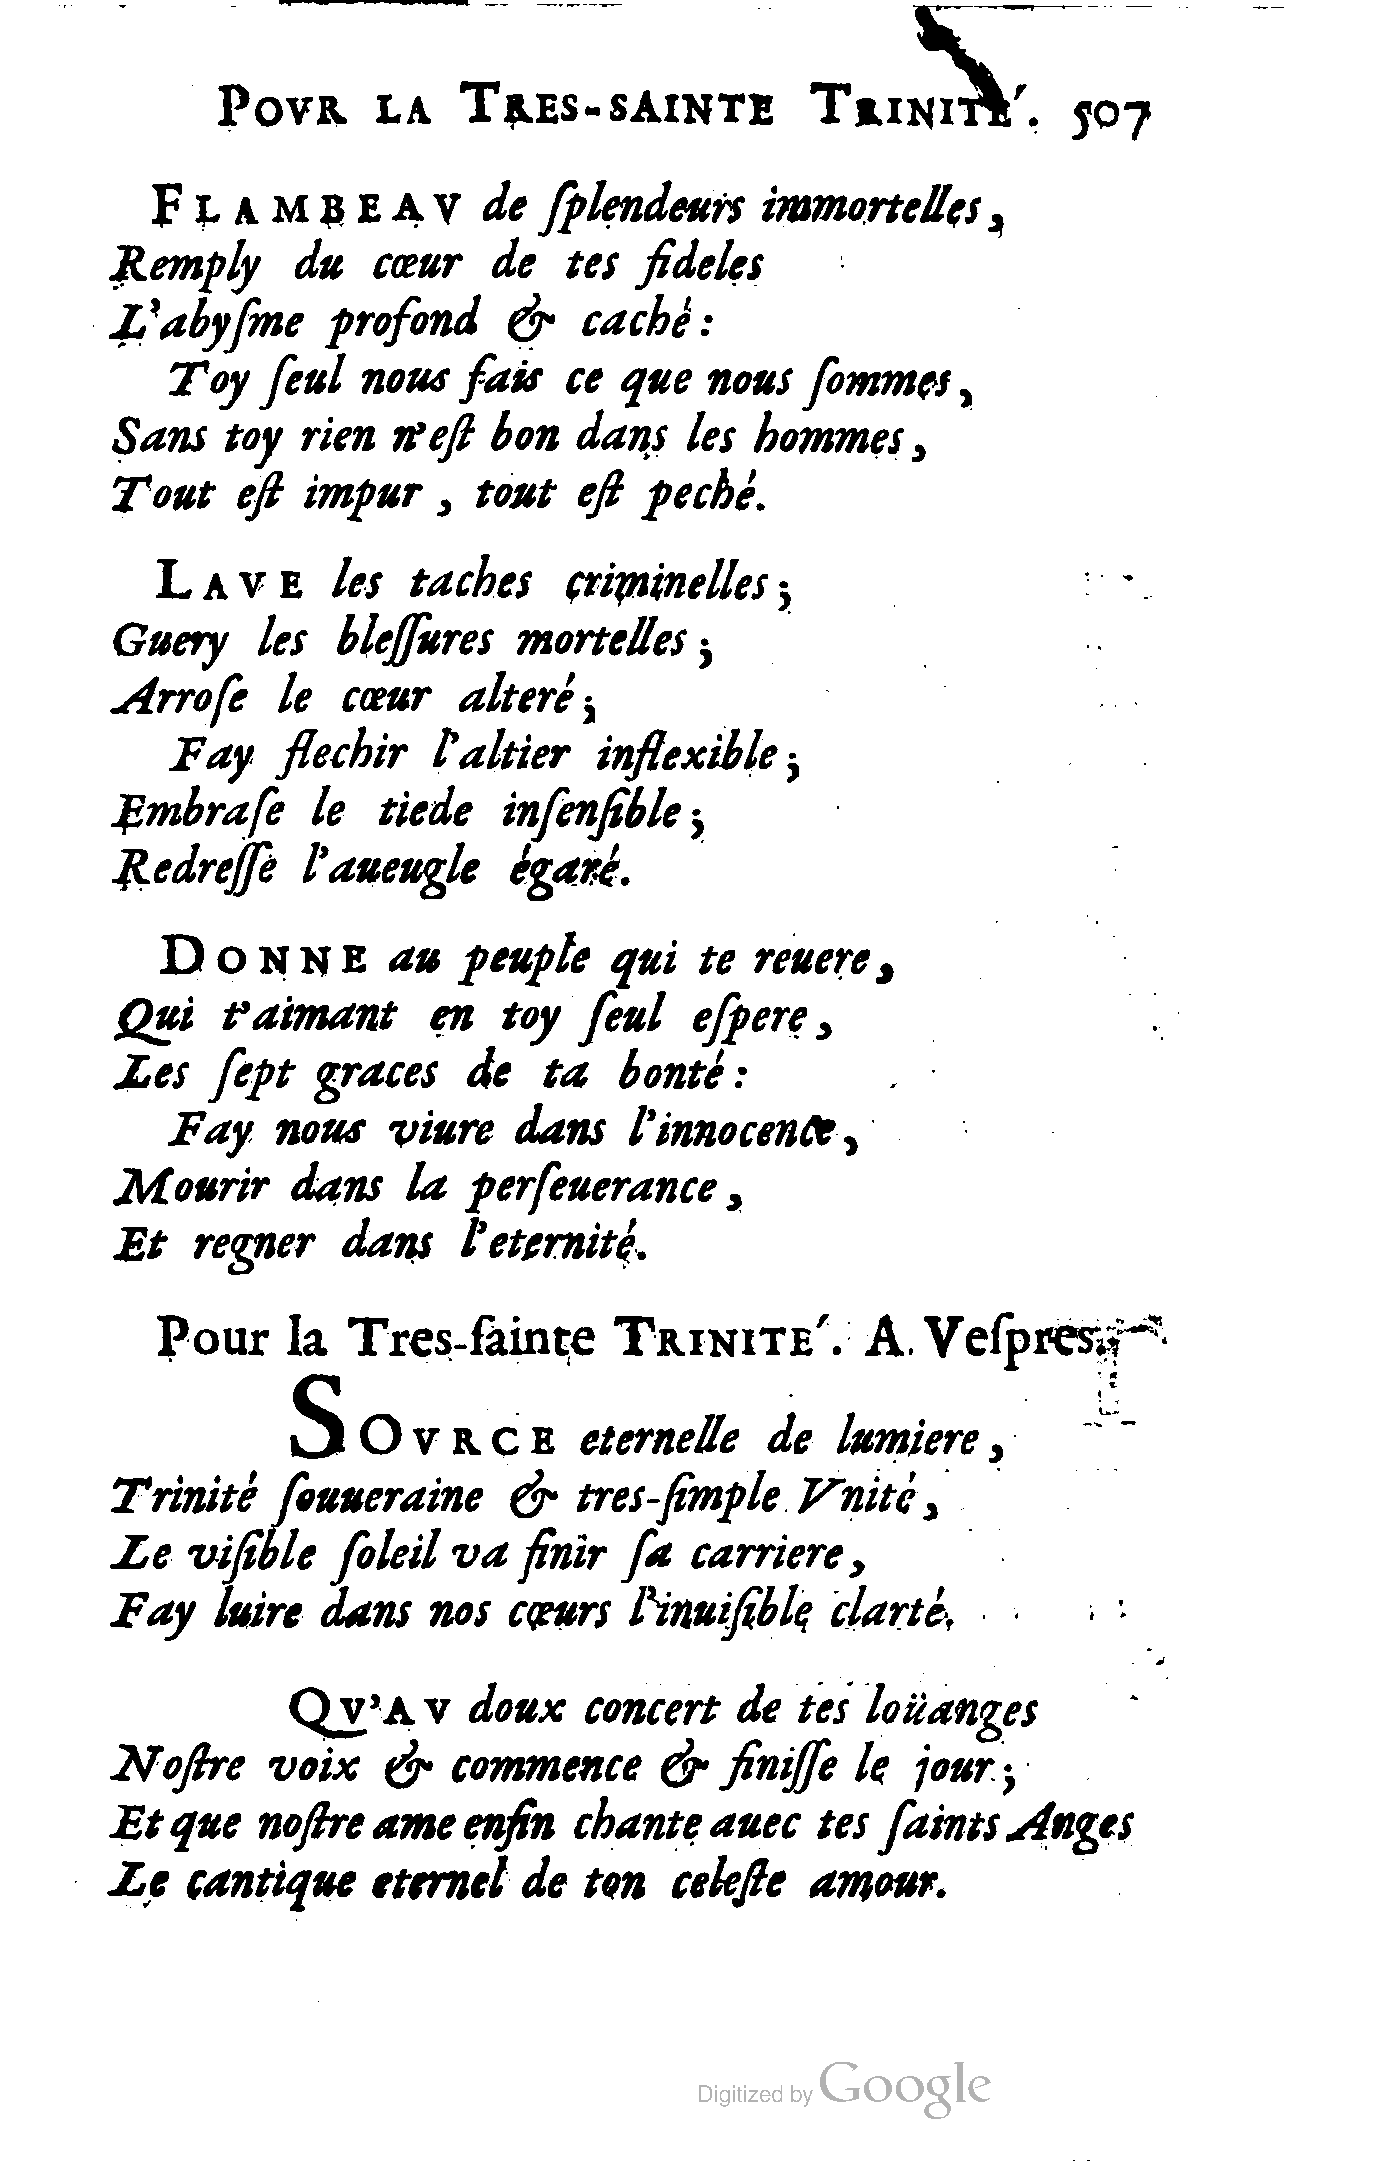 POVR LA TRES-SAINTE TRINITE'. 507
FLAMBEAV de ſplendeurs immortelles,
Remply du cœur de tes fideles
L'abyſme profond & caché :
Toy ſeul nous fais ce que nous ſommes,
Sans toy rien n'eſt bon dans les hommes,
Tout eſt impur, tout eſt peché.
LAVE les taches criminelles ;
Guery les bleſſures mortelles ;
Arroſe le cœur alteré ;
Fay flechir l'altier inflexible ;
Embraſe le tiede inſenſible ;
Redreſſe l'aueugle égaré.
DONNE au peuple qui te reuere,
Qui t'aimant en toy ſeul eſpere,
Les ſept graces de ta bonté :
Fay nous viure dans l'innocence,
Mourir dans la perſeuerance,
Et regner dans l'eternité.
Pour la Tres-ſainte TRINITE'. A Veſpres.
SOVRCE eternelle de lumiere,
Trinité ſouueraine & tres-ſimple Vnité,
Le viſible ſoleil va finir ſa carriere,
Fay luire dans nos cœurs l'inuiſible clarté.
QV'AV doux concert de tes loüanges
Noſtre voix & commence & finiſſe le jour ;
Et que noſtre ame enfin chante auec tes ſaints Anges
Le cantique eternel de ton celeſte amour.
Digitized by Google